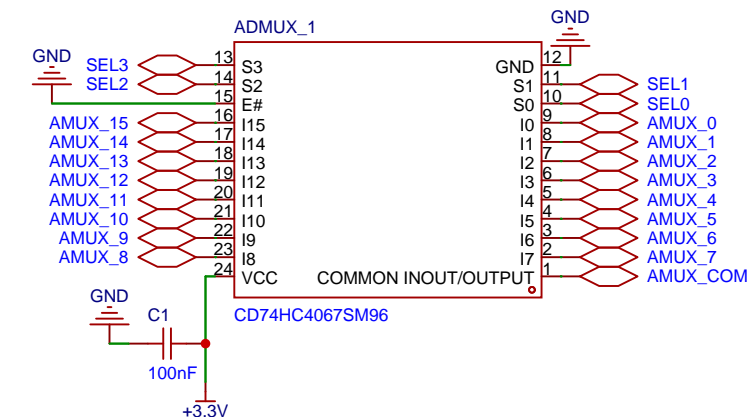 GND
ADMUX_1
GND
SEL3 13 S3 GND 12
SEL2 14 S2 S1 11 SEL1
15 E# S0 10 SEL0
AMUX_15 16 I15 I0 9 AMUX_0
AMUX_14 17 I14 I1 8 AMUX_1
AMUX_13 18 I13 I2 7 AMUX_2
AMUX_12 19 I12 I3 6 AMUX_3
AMUX_11 20 I11 I4 5 AMUX_4
AMUX_10 21 I10 I5 4 AMUX_5
AMUX_9 22 I9 I6 3 AMUX_6
AMUX_8 23 I8 I7 2 AMUX_7
24 VCC COMMON INOUT/OUTPUT 1 AMUX_COM
GND
C1
CD74HC4067SM96
100nF
+3.3V